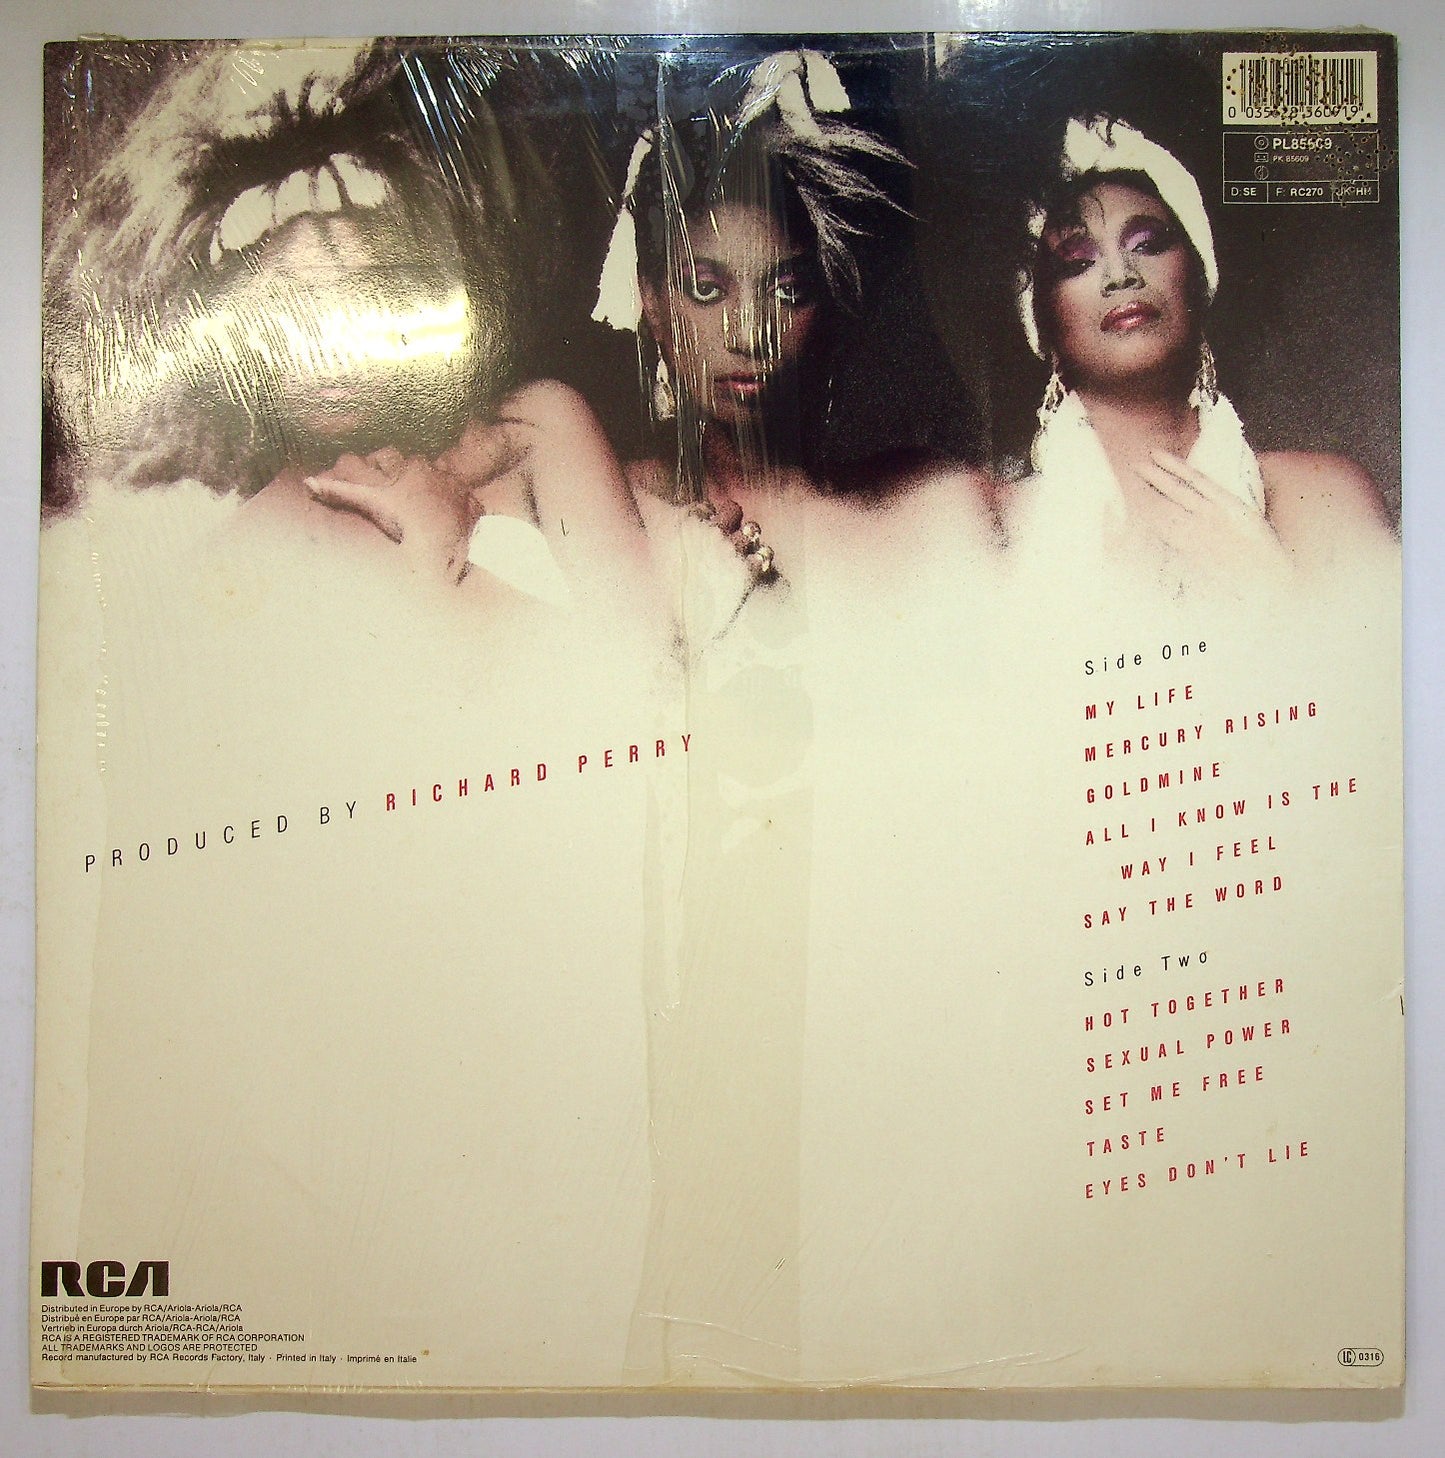 PL85609
PK 85609
D: SE F: RC270 UK: HH
PRODUCED BY RICHARD PERRY
Side One
MY LIFE
MERCURY RISING
GOLDMINE
ALL I KNOW IS THE
WAY I FEEL
SAY THE WORD
Side Two
HOT TOGETHER
SEXUAL POWER
SET ME FREE
TASTE
EYES DON'T LIE
RCA
Distributed in Europe by RCA/Ariola-Ariola/RCA
Distribué en Europe par RCA/Ariola-Ariola/RCA
Vertrieb in Europa durch Ariola/RCA-RCA/Ariola
RCA IS A REGISTERED TRADEMARK OF RCA CORPORATION
ALL TRADEMARKS AND LOGOS ARE PROTECTED
Record manufactured by RCA Records Factory, Italy · Printed in Italy · Imprimé en Italie
LC 0316